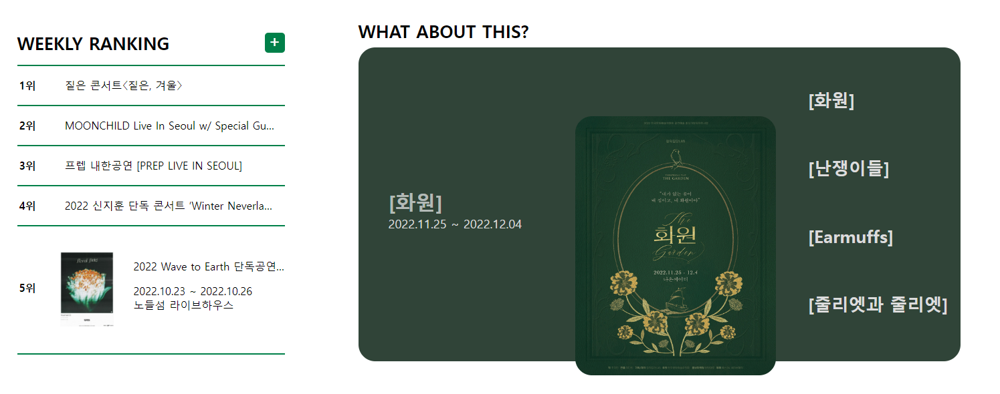 WEEKLY RANKING
+
1위 짙은 콘서트<짙은, 겨울>
2위 MOONCHILD Live In Seoul w/ Special Gu...
3위 프렙 내한공연 [PREP LIVE IN SEOUL]
4위 2022 신지훈 단독 콘서트 ‘Winter Neverla...
5위
floral field
2022 Wave to Earth 단독공연...
2022.10.23 ~ 2022.10.26
노들섬 라이브하우스
WHAT ABOUT THIS?
[화원]
2022.11.25 ~ 2022.12.04
THE GARDEN
"내가 있는 곳이
내 집이고, 내 화원이야"
The
화원
Garden
2022.11.25 - 12.4
나온씨어터
[화원]
[난쟁이들]
[Earmuffs]
[줄리엣과 줄리엣]